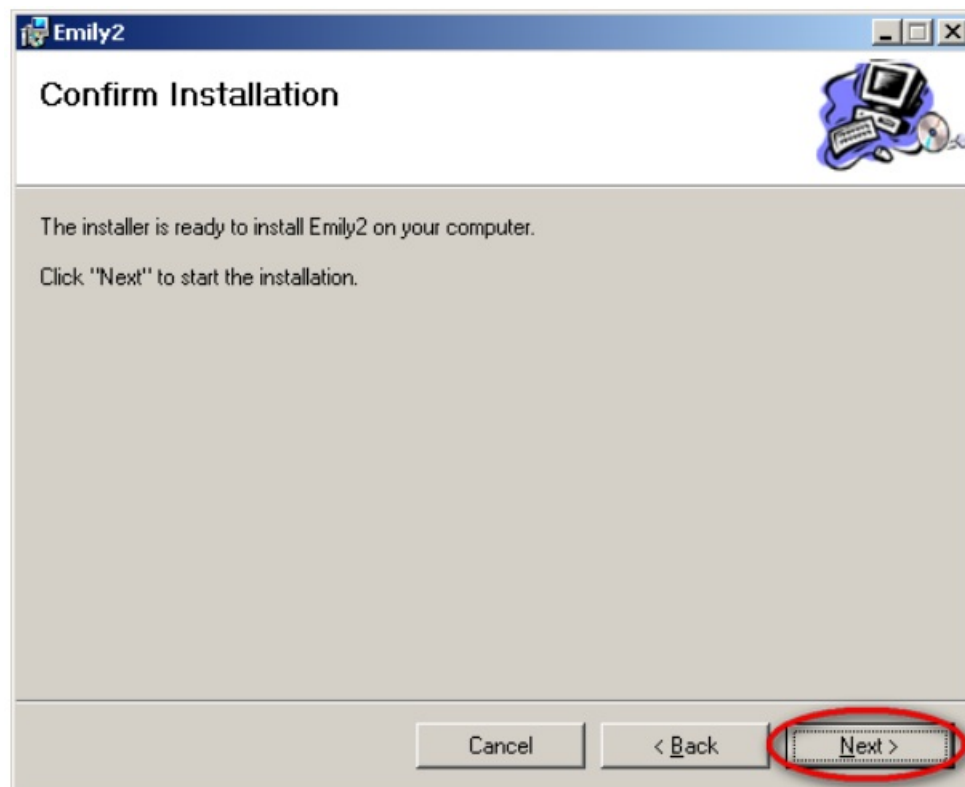 Emily2
Confirm Installation
The installer is ready to install Emily2 on your computer.
Click "Next" to start the installation.
Cancel
< Back
Next >